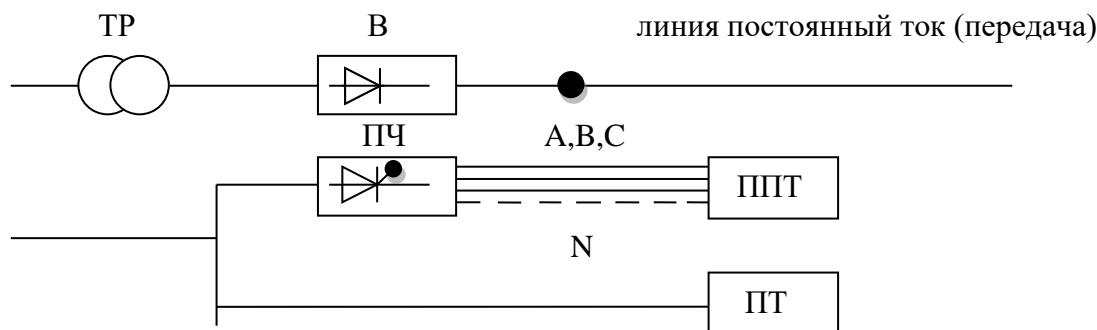 ТР В линия постоянный ток (передача)
ПЧ А,В,С
ППТ
N
ПТ